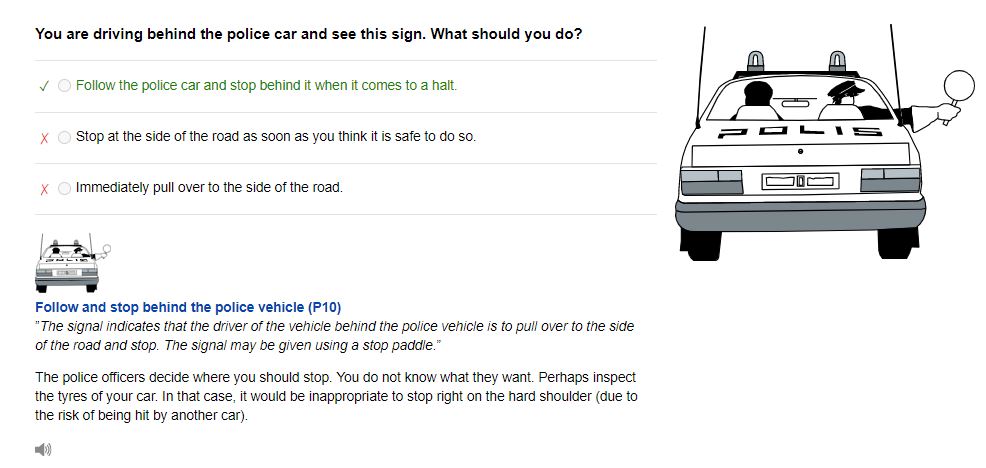 You are driving behind the police car and see this sign. What should you do?
✓ Follow the police car and stop behind it when it comes to a halt.
✗ Stop at the side of the road as soon as you think it is safe to do so.
✗ Immediately pull over to the side of the road.
POLIS
POLIS
Follow and stop behind the police vehicle (P10)
"The signal indicates that the driver of the vehicle behind the police vehicle is to pull over to the side
of the road and stop. The signal may be given using a stop paddle."
The police officers decide where you should stop. You do not know what they want. Perhaps inspect
the tyres of your car. In that case, it would be inappropriate to stop right on the hard shoulder (due to
the risk of being hit by another car).